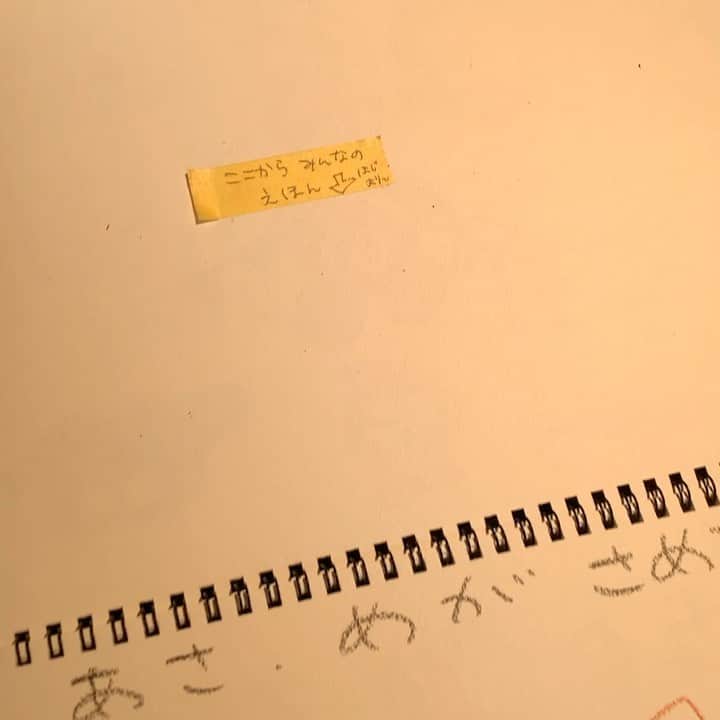 ここから みんなの
えほん
あさ.めがさめ